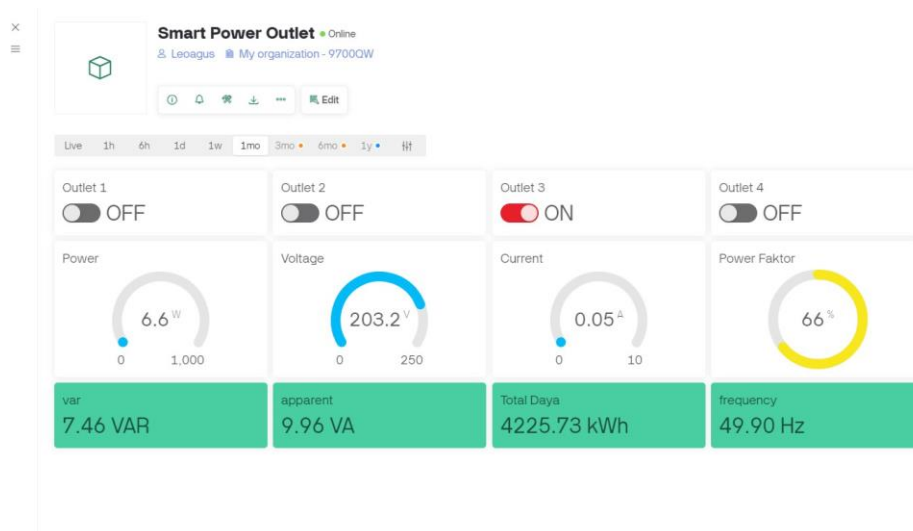 Smart Power Outlet Online
Leoagus My organization - 9700QW
Edit
Live 1h 6h 1d 1w 1mo 3mo 6mo 1y
Outlet 1 Outlet 2 Outlet 3 Outlet 4
OFF OFF ON OFF
Power Voltage Current Power Faktor
6.6 W 203.2 V 0.05 A 66 %
0 1,000 0 250 0 10
var apparent Total Daya frequency
7.46 VAR 9.96 VA 4225.73 kWh 49.90 Hz